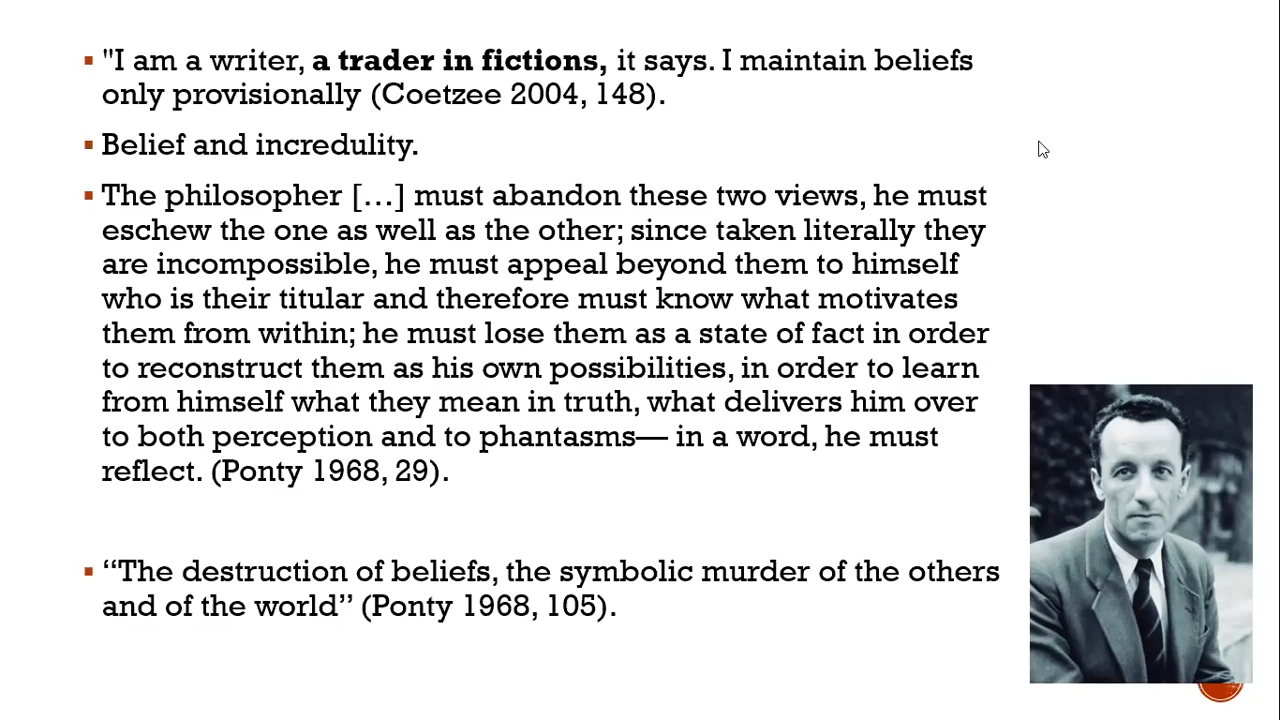 "I am a writer, a trader in fictions, it says. I maintain beliefs
only provisionally (Coetzee 2004, 148).
Belief and incredulity.
The philosopher […] must abandon these two views, he must
eschew the one as well as the other; since taken literally they
are incompossible, he must appeal beyond them to himself
who is their titular and therefore must know what motivates
them from within; he must lose them as a state of fact in order
to reconstruct them as his own possibilities, in order to learn
from himself what they mean in truth, what delivers him over
to both perception and to phantasms— in a word, he must
reflect. (Ponty 1968, 29).
“The destruction of beliefs, the symbolic murder of the others
and of the world” (Ponty 1968, 105).